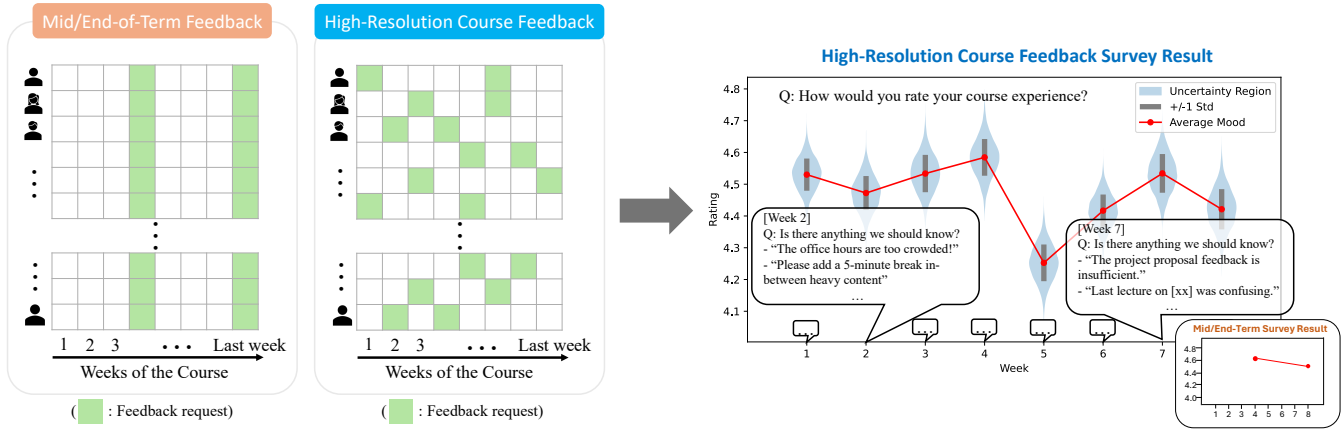 Mid/End-of-Term Feedback
1 2 3 • • • Last week
Weeks of the Course
( : Feedback request)
High-Resolution Course Feedback
1 2 3 • • • Last week
Weeks of the Course
( : Feedback request)
High-Resolution Course Feedback Survey Result
Q: How would you rate your course experience?
Uncertainty Region
+/-1 Std
Average Mood
Rating
4.8
4.7
4.6
4.5
4.4
4.3
4.2
4.1
[Week 2]
Q: Is there anything we should know?
- “The office hours are too crowded!”
- “Please add a 5-minute break in-
between heavy content”
...
[Week 7]
Q: Is there anything we should know?
- “The project proposal feedback is
insufficient.”
- “Last lecture on [xx] was confusing.”
...
1 2 3 4 5 6 7
Week
Mid/End-Term Survey Result
4.8
4.6
4.4
4.0
1 2 3 4 5 6 7 8